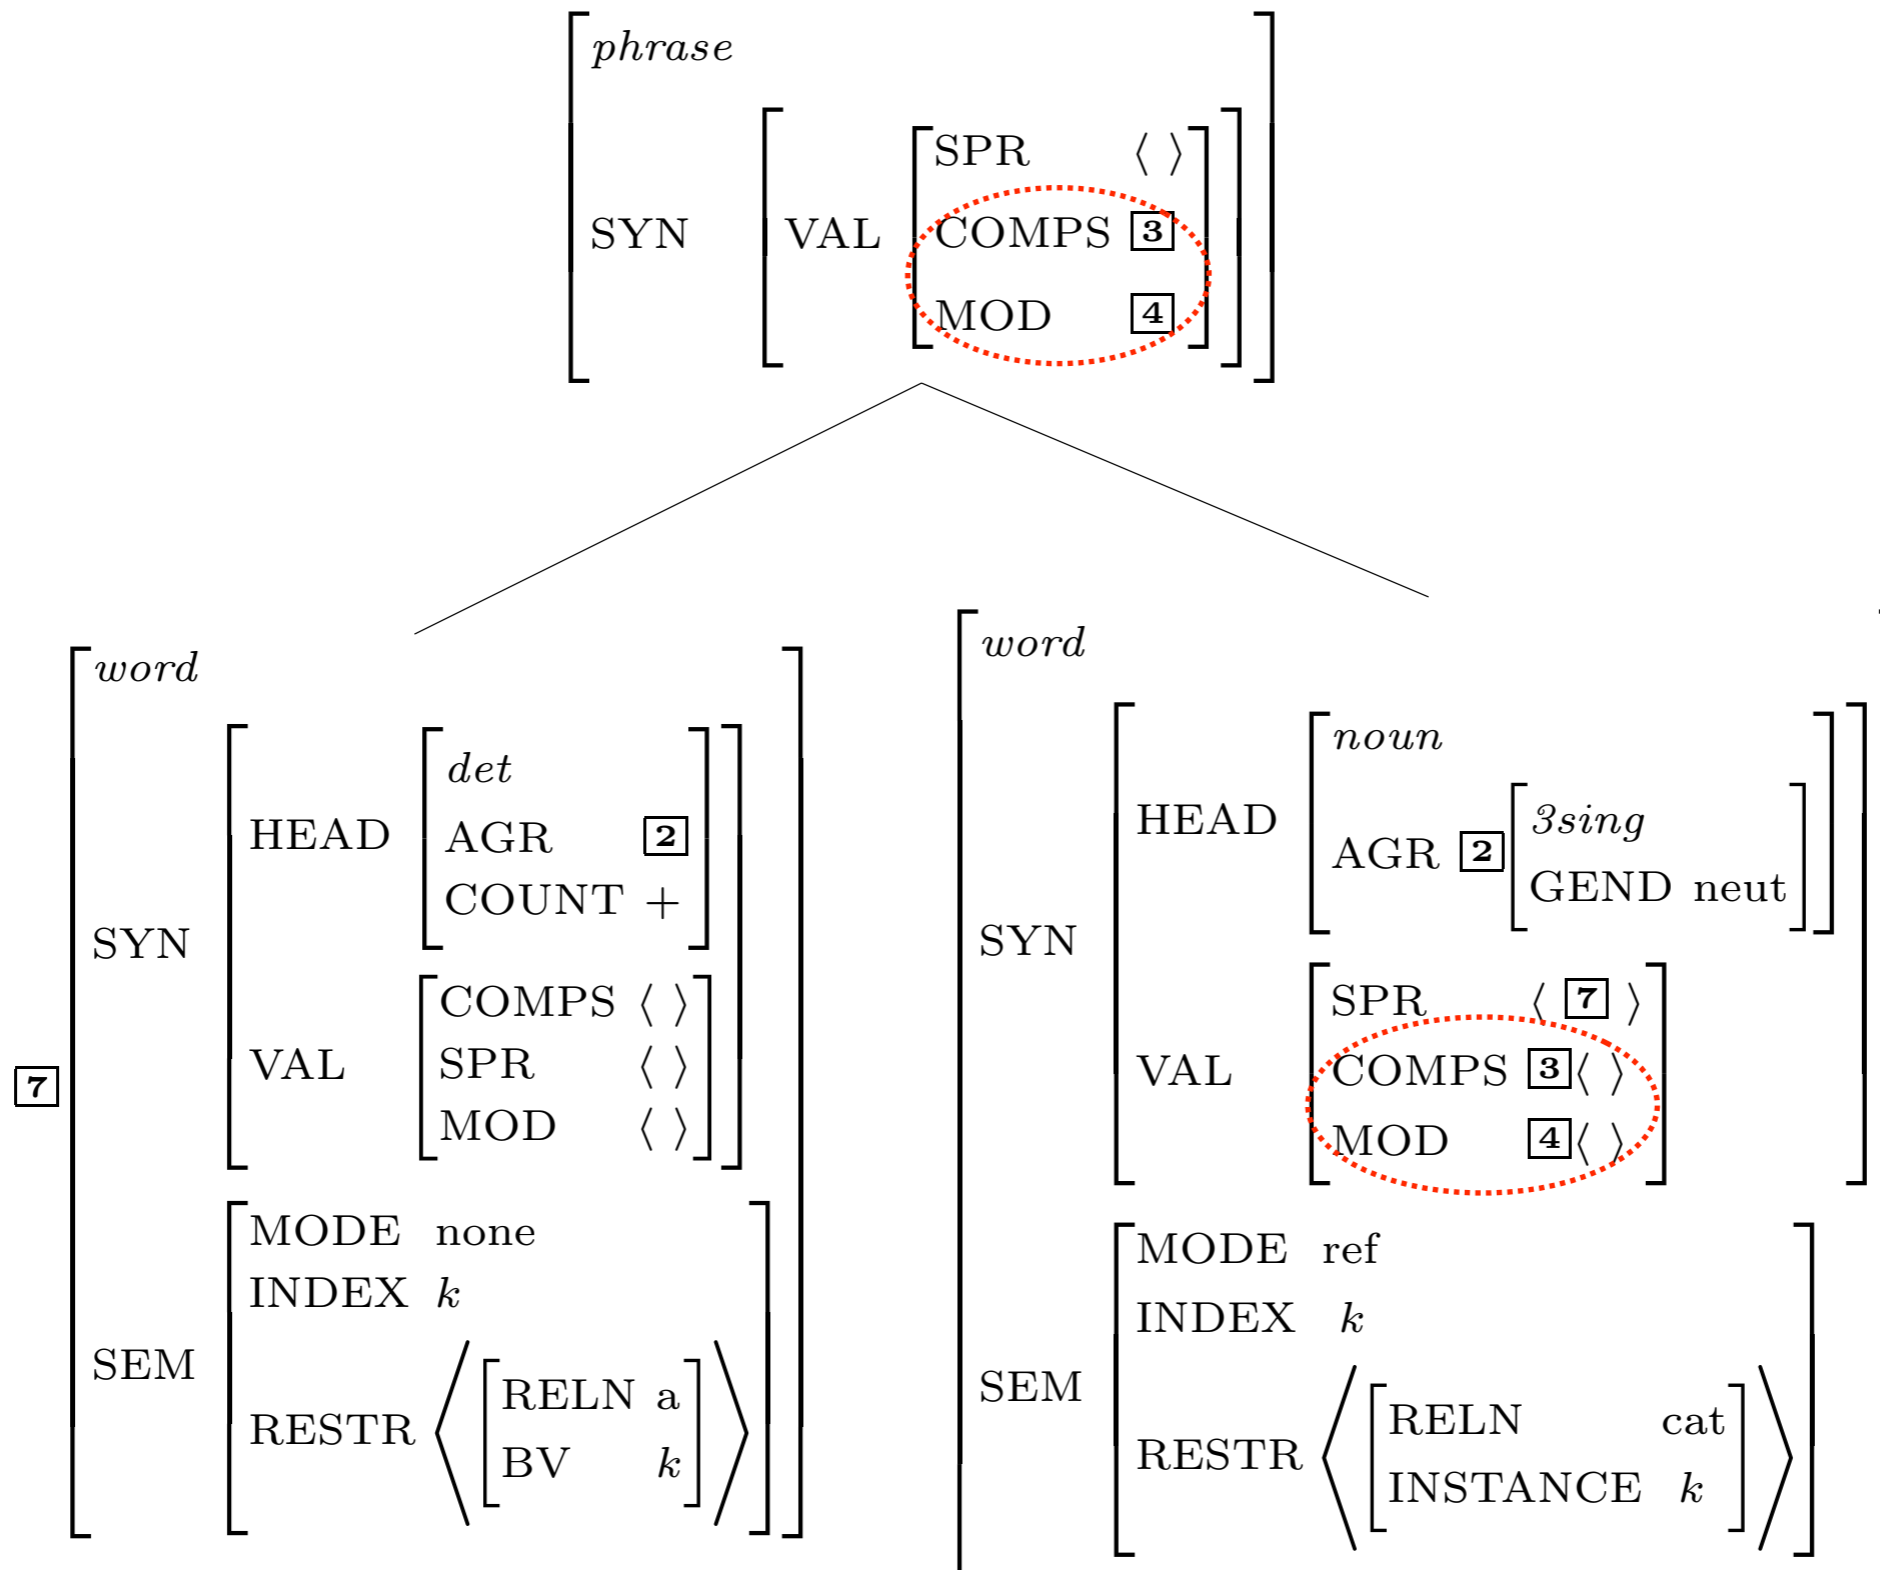 phrase
SPR ⟨ ⟩
SYN VAL COMPS 3
MOD 4
word
det
HEAD AGR 2
COUNT +
SYN
COMPS ⟨ ⟩
VAL SPR ⟨ ⟩
MOD ⟨ ⟩
7
MODE none
INDEX k
SEM
RELN a
RESTR ⟨ ⟩
BV k
word
noun
HEAD
3sing
AGR 2
GEND neut
SYN
SPR ⟨ 7 ⟩
VAL COMPS 3 ⟨ ⟩
MOD 4 ⟨ ⟩
MODE ref
INDEX k
SEM
RELN cat
RESTR ⟨ ⟩
INSTANCE k